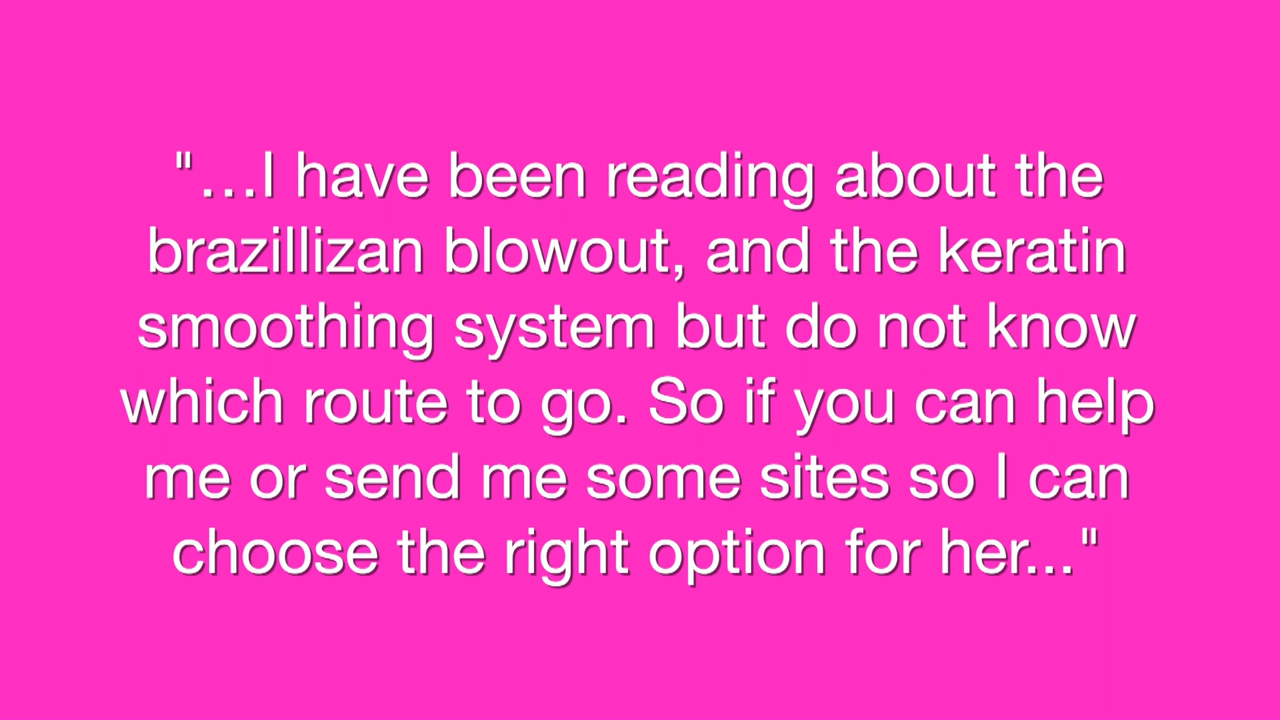 "…I have been reading about the
brazillizan blowout, and the keratin
smoothing system but do not know
which route to go. So if you can help
me or send me some sites so I can
choose the right option for her..."